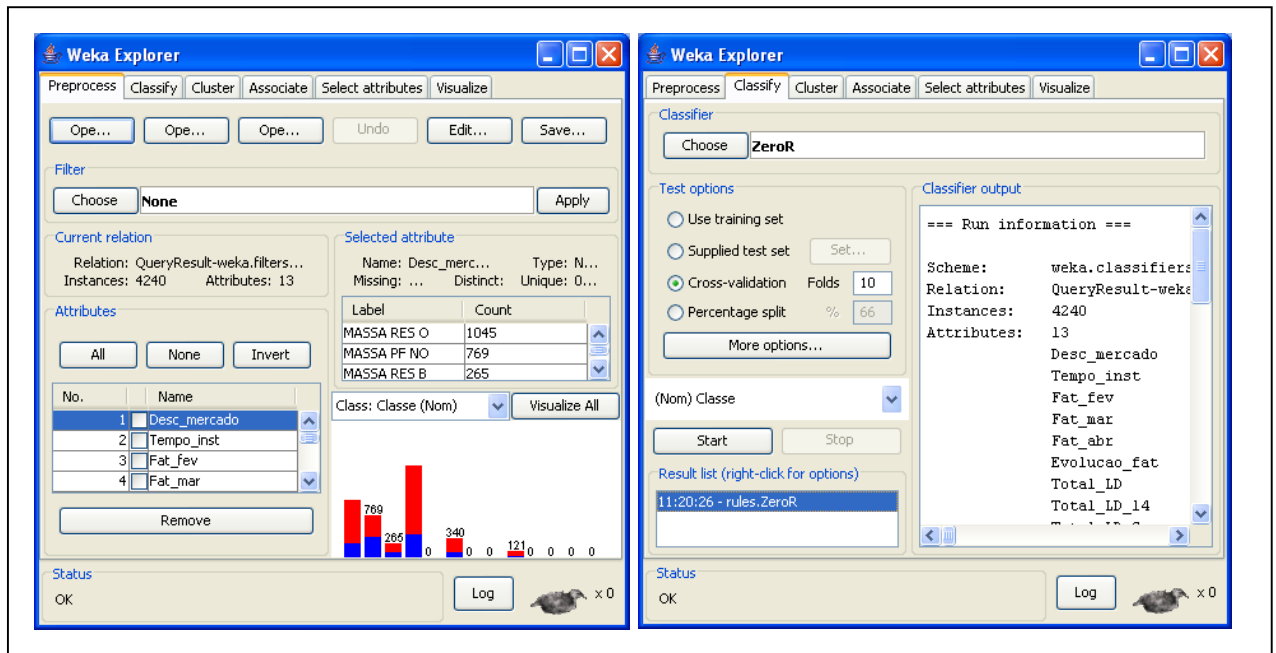 Weka Explorer
Preprocess Classify Cluster Associate Select attributes Visualize
Ope... Ope... Ope... Undo Edit... Save...
Filter
Choose None Apply
Current relation
Relation: QueryResult-weka.filters...
Instances: 4240 Attributes: 13
Attributes
All None Invert
No. Name
1 Desc_mercado
2 Tempo_inst
3 Fat_fev
4 Fat_mar
Remove
Selected attribute
Name: Desc_merc... Type: N...
Missing: ... Distinct: Unique: 0...
Label Count
MASSA RES O 1045
MASSA PF NO 769
MASSA RES B 265
Class: Classe (Nom) Visualize All
769 265 0 340 0 0 121 0 0 0 0
Status
OK
Log x 0
Weka Explorer
Preprocess Classify Cluster Associate Select attributes Visualize
Classifier
Choose ZeroR
Test options
Use training set
Supplied test set Set...
Cross-validation Folds 10
Percentage split % 66
More options...
(Nom) Classe
Start Stop
Result list (right-click for options)
11:20:26 - rules.ZeroR
Classifier output
=== Run information ===
Scheme: weka.classifiers
Relation: QueryResult-weka
Instances: 4240
Attributes: 13
Desc_mercado
Tempo_inst
Fat_fev
Fat_mar
Fat_abr
Evolucao_fat
Total_LD
Total_LD_14
Status
OK
Log x 0